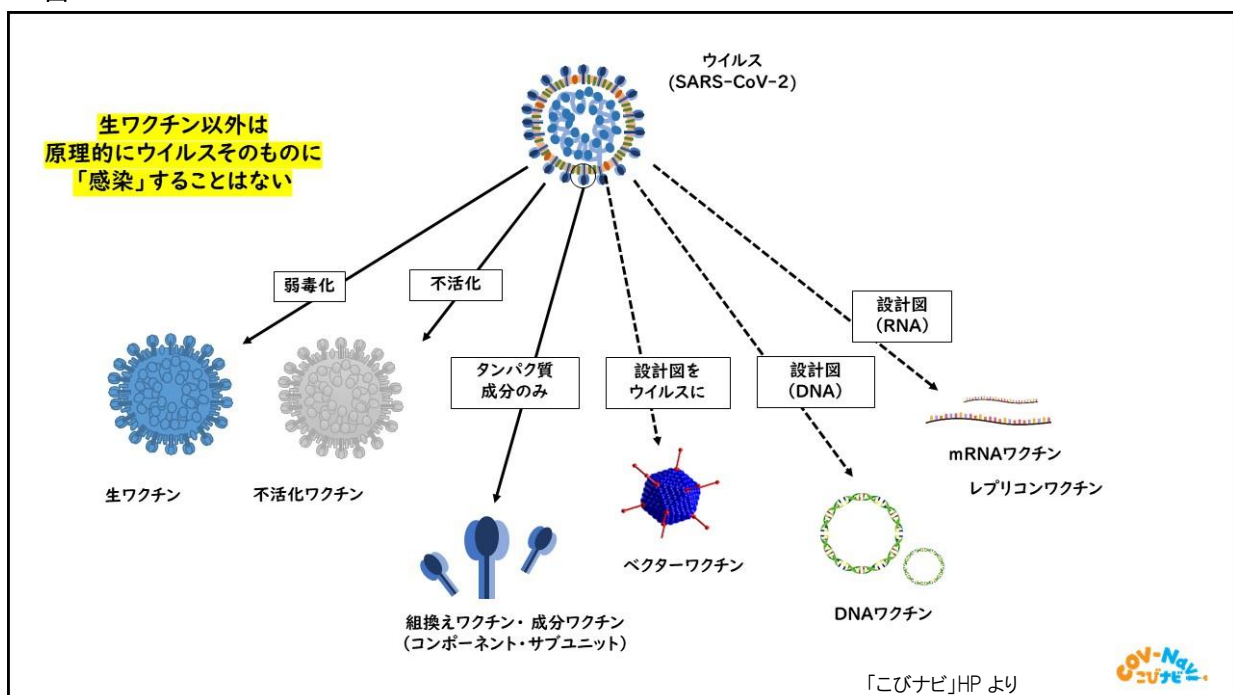 ウイルス
(SARS-CoV-2)
生ワクチン以外は
原理的にウイルスそのものに
「感染」することはない
弱毒化
不活化
タンパク質
成分のみ
設計図を
ウイルスに
設計図
(DNA)
設計図
(RNA)
生ワクチン
不活化ワクチン
組換えワクチン・成分ワクチン
(コンポーネント・サブユニット)
ベクターワクチン
DNAワクチン
mRNAワクチン
レプリコンワクチン
「こびナビ」HP より
COV-Navi
こびナビ